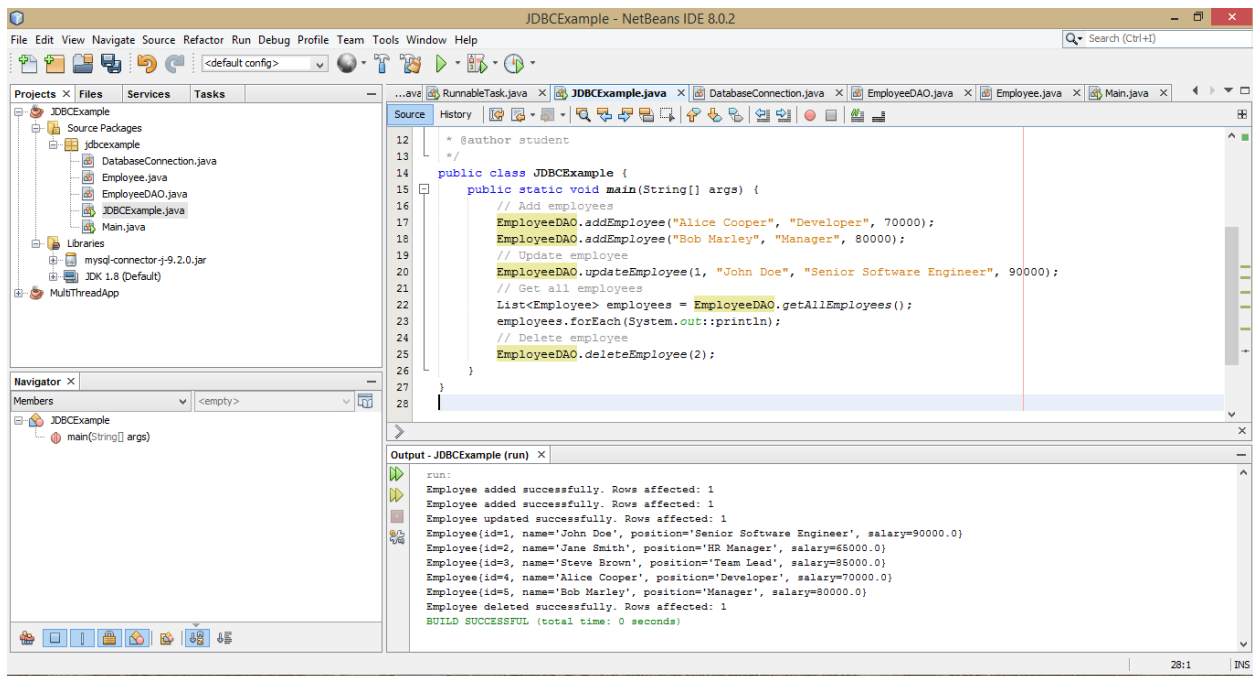 JDBCExample - NetBeans IDE 8.0.2
File Edit View Navigate Source Refactor Run Debug Profile Team Tools Window Help
Search (Ctrl+I)
<default config>
Projects Files Services Tasks
JDBCExample
Source Packages
jdbcexample
DatabaseConnection.java
Employee.java
EmployeeDAO.java
JDBCExample.java
Main.java
Libraries
mysql-connector-j-9.2.0.jar
JDK 1.8 (Default)
MultiThreadApp
Navigator
Members <empty>
JDBCExample
main(String[] args)
...ava RunnableTask.java JDBCExample.java DatabaseConnection.java EmployeeDAO.java Employee.java Main.java
Source History
12 * @author student
13 */
14 public class JDBCExample {
15 public static void main(String[] args) {
16 // Add employees
17 EmployeeDAO.addEmployee("Alice Cooper", "Developer", 70000);
18 EmployeeDAO.addEmployee("Bob Marley", "Manager", 80000);
19 // Update employee
20 EmployeeDAO.updateEmployee(1, "John Doe", "Senior Software Engineer", 90000);
21 // Get all employees
22 List<Employee> employees = EmployeeDAO.getAllEmployees();
23 employees.forEach(System.out::println);
24 // Delete employee
25 EmployeeDAO.deleteEmployee(2);
26 }
27 }
28
Output - JDBCExample (run)
run:
Employee added successfully. Rows affected: 1
Employee added successfully. Rows affected: 1
Employee updated successfully. Rows affected: 1
Employee{id=1, name='John Doe', position='Senior Software Engineer', salary=90000.0}
Employee{id=2, name='Jane Smith', position='HR Manager', salary=65000.0}
Employee{id=3, name='Steve Brown', position='Team Lead', salary=85000.0}
Employee{id=4, name='Alice Cooper', position='Developer', salary=70000.0}
Employee{id=5, name='Bob Marley', position='Manager', salary=80000.0}
Employee deleted successfully. Rows affected: 1
BUILD SUCCESSFUL (total time: 0 seconds)
28:1 INS